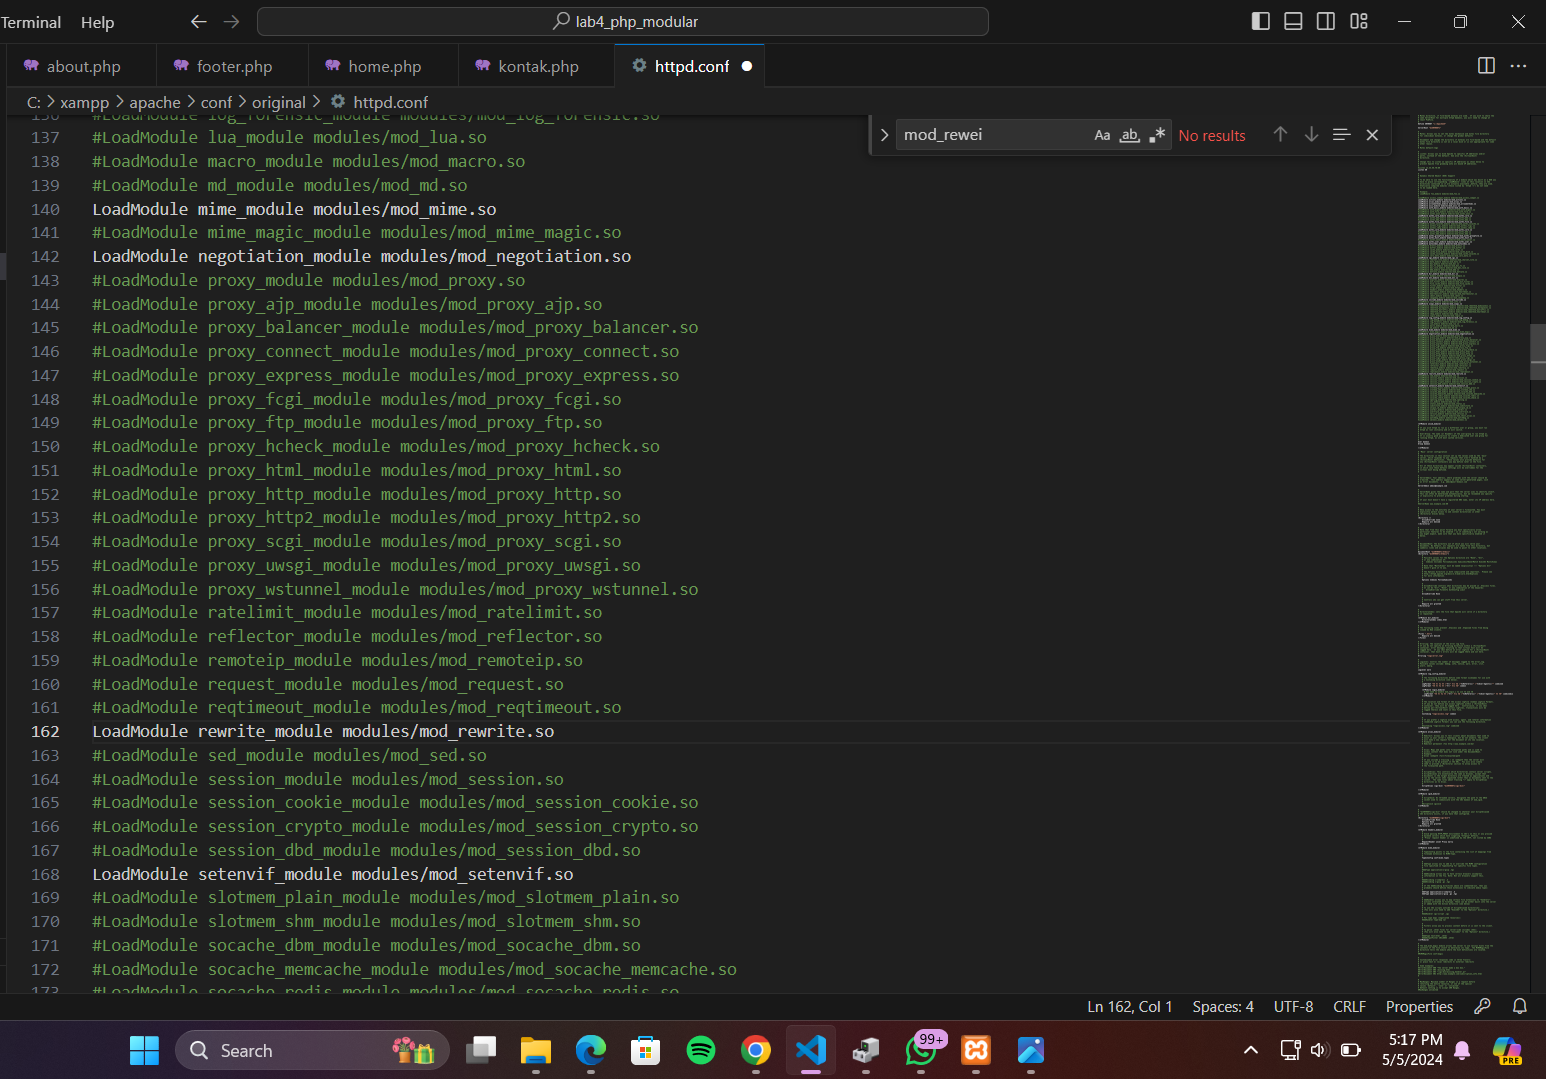 Terminal Help
lab4_php_modular
about.php footer.php home.php kontak.php httpd.conf
C: > xampp > apache > conf > original > httpd.conf
mod_rewei Aa ab No results
136 #LoadModule log_forensic_module modules/mod_log_forensic.so
137 #LoadModule lua_module modules/mod_lua.so
138 #LoadModule macro_module modules/mod_macro.so
139 #LoadModule md_module modules/mod_md.so
140 LoadModule mime_module modules/mod_mime.so
141 #LoadModule mime_magic_module modules/mod_mime_magic.so
142 LoadModule negotiation_module modules/mod_negotiation.so
143 #LoadModule proxy_module modules/mod_proxy.so
144 #LoadModule proxy_ajp_module modules/mod_proxy_ajp.so
145 #LoadModule proxy_balancer_module modules/mod_proxy_balancer.so
146 #LoadModule proxy_connect_module modules/mod_proxy_connect.so
147 #LoadModule proxy_express_module modules/mod_proxy_express.so
148 #LoadModule proxy_fcgi_module modules/mod_proxy_fcgi.so
149 #LoadModule proxy_ftp_module modules/mod_proxy_ftp.so
150 #LoadModule proxy_hcheck_module modules/mod_proxy_hcheck.so
151 #LoadModule proxy_html_module modules/mod_proxy_html.so
152 #LoadModule proxy_http_module modules/mod_proxy_http.so
153 #LoadModule proxy_http2_module modules/mod_proxy_http2.so
154 #LoadModule proxy_scgi_module modules/mod_proxy_scgi.so
155 #LoadModule proxy_uwsgi_module modules/mod_proxy_uwsgi.so
156 #LoadModule proxy_wstunnel_module modules/mod_proxy_wstunnel.so
157 #LoadModule ratelimit_module modules/mod_ratelimit.so
158 #LoadModule reflector_module modules/mod_reflector.so
159 #LoadModule remoteip_module modules/mod_remoteip.so
160 #LoadModule request_module modules/mod_request.so
161 #LoadModule reqtimeout_module modules/mod_reqtimeout.so
162 LoadModule rewrite_module modules/mod_rewrite.so
163 #LoadModule sed_module modules/mod_sed.so
164 #LoadModule session_module modules/mod_session.so
165 #LoadModule session_cookie_module modules/mod_session_cookie.so
166 #LoadModule session_crypto_module modules/mod_session_crypto.so
167 #LoadModule session_dbd_module modules/mod_session_dbd.so
168 LoadModule setenvif_module modules/mod_setenvif.so
169 #LoadModule slotmem_plain_module modules/mod_slotmem_plain.so
170 #LoadModule slotmem_shm_module modules/mod_slotmem_shm.so
171 #LoadModule socache_dbm_module modules/mod_socache_dbm.so
172 #LoadModule socache_memcache_module modules/mod_socache_memcache.so
173 #LoadModule socache_redis_module modules/mod_socache_redis.so
Ln 162, Col 1 Spaces: 4 UTF-8 CRLF Properties
Search 99+ 5:17 PM
5/5/2024 PRE